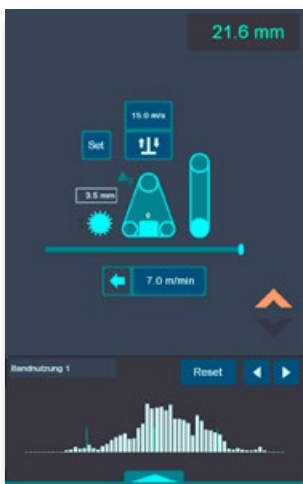 21.6 mm
15.0 m/s
Set
3.5 mm
0
7.0 m/min
Bandnutzung 1
Reset